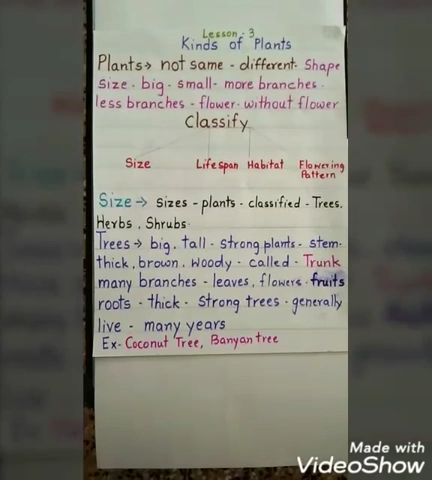 Lesson - 3
Kinds of Plants
Plants → not same - different - Shape
Size - big - small - more branches -
less branches - flower - without flower
Classify
Size Lifespan Habitat Flowering Pattern
Size → sizes - plants - classified - Trees,
Herbs, Shrubs.
Trees → big, tall - strong plants - stem -
thick, brown, woody - called - Trunk
many branches - leaves, flowers - fruits
roots - thick - strong trees - generally
live - many years
Ex - Coconut Tree, Banyan tree
Made with
VideoShow